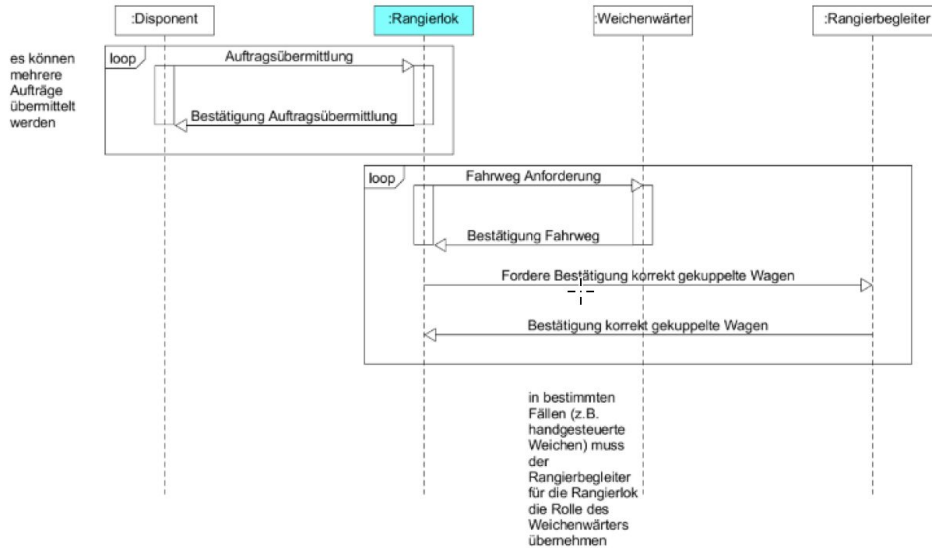 :Disponent
:Rangierlok
:Weichenwärter
:Rangierbegleiter
es können
mehrere
Aufträge
übermittelt
werden
loop
Auftragsübermittlung
Bestätigung Auftragsübermittlung
loop
Fahrweg Anforderung
Bestätigung Fahrweg
Fordere Bestätigung korrekt gekuppelte Wagen
Bestätigung korrekt gekuppelte Wagen
in bestimmten
Fällen (z.B.
handgesteuerte
Weichen) muss
der
Rangierbegleiter
für die Rangierlok
die Rolle des
Weichenwärters
übernehmen